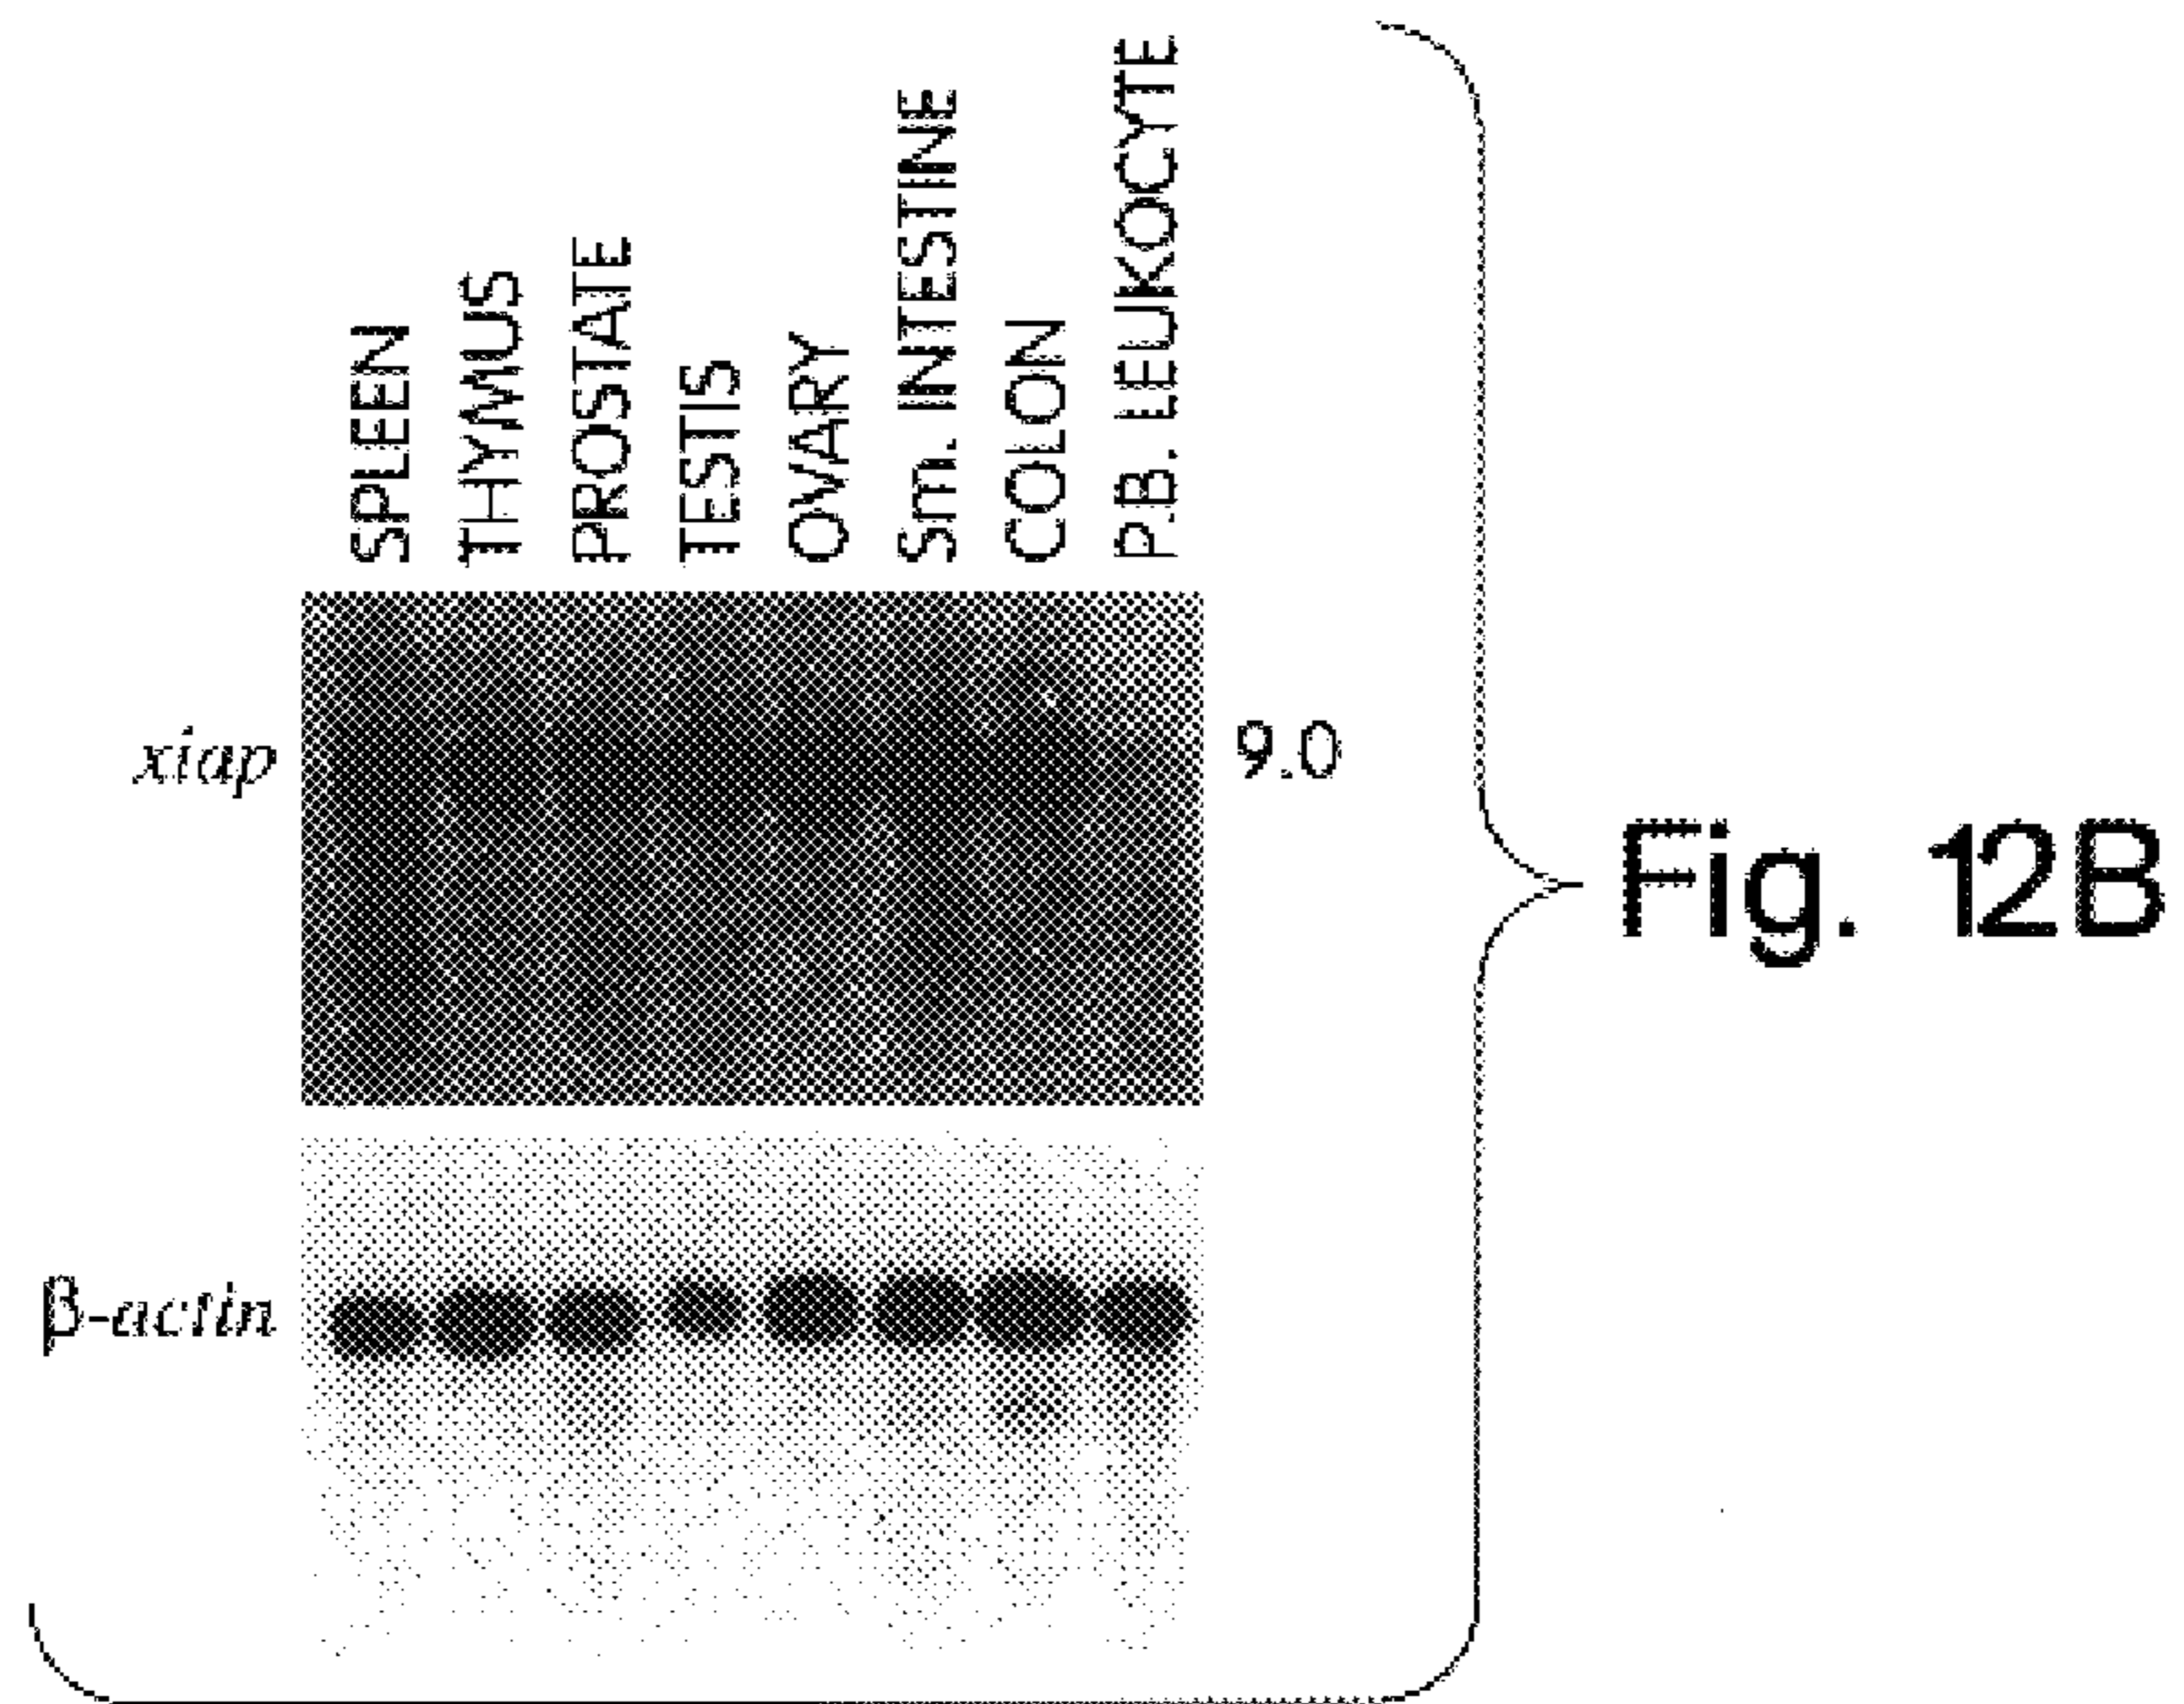 SPLEEN
THYMUS
PROSTATE
TESTIS
OVARY
Sm. INTESTINE
COLON
P.B. LEUKOCYTE
xiap
9.0
Fig. 12B
β-actin